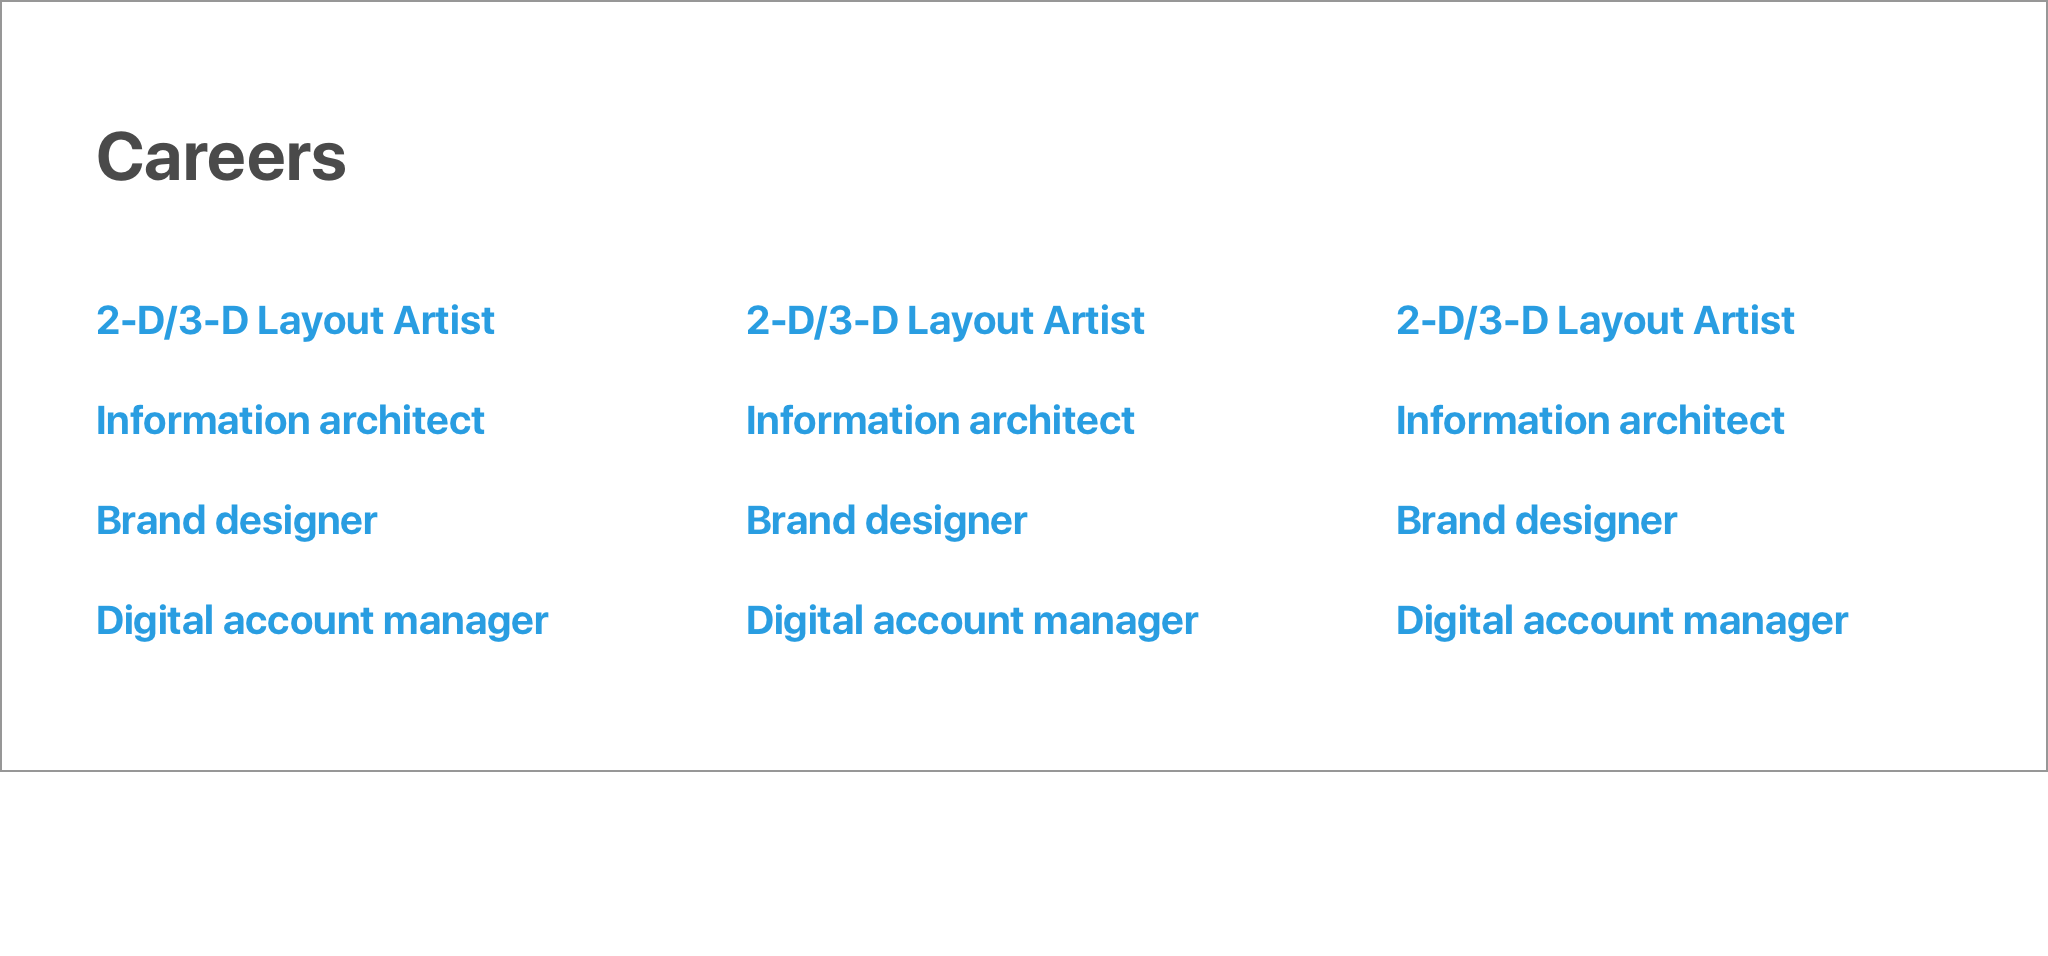 Careers
2-D/3-D Layout Artist
Information architect
Brand designer
Digital account manager
2-D/3-D Layout Artist
Information architect
Brand designer
Digital account manager
2-D/3-D Layout Artist
Information architect
Brand designer
Digital account manager